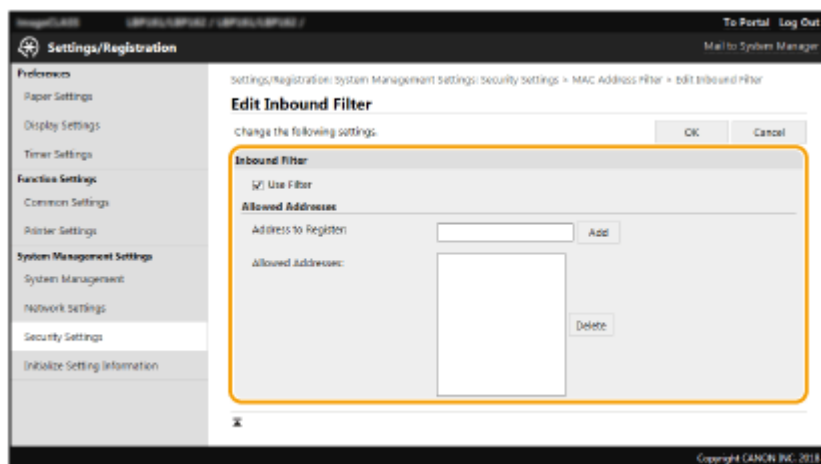 To Portal Log Out
Settings/Registration
Mail to System Manager
Preferences
Paper Settings
Display Settings
Timer Settings
Function Settings
Common Settings
Printer Settings
System Management Settings
System Management
Network Settings
Security Settings
Initialize Setting Information
Settings/Registration: System Management Settings: Security Settings > MAC Address Filter > Edit Inbound Filter
Edit Inbound Filter
Change the following settings.
OK
Cancel
Inbound Filter
Use Filter
Allowed Addresses
Address to Register:
Add
Allowed Addresses:
Delete
Copyright CANON INC. 2018